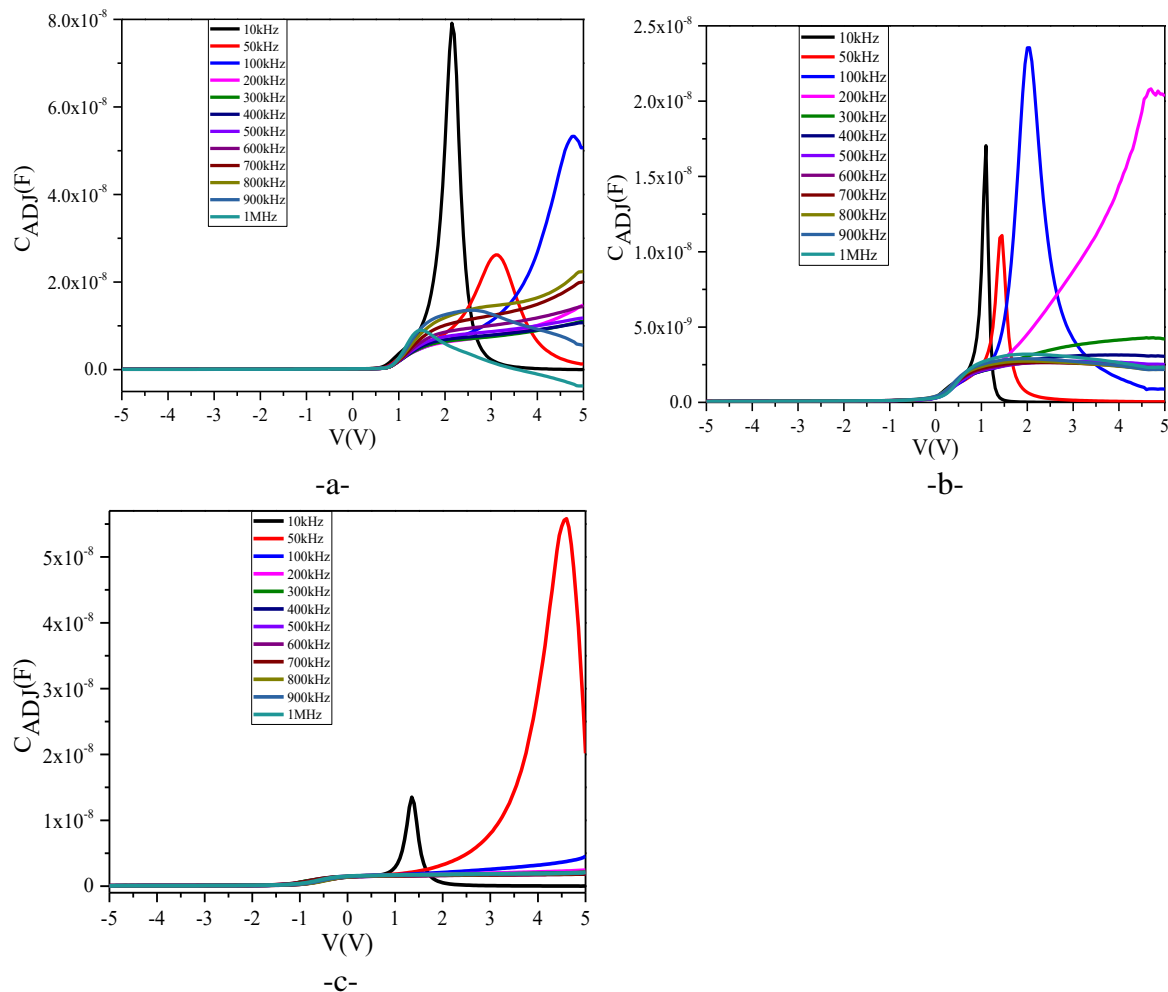 8.0x10-8
6.0x10-8
4.0x10-8
2.0x10-8
0.0
CADJ(F)
10kHz
50kHz
100kHz
200kHz
300kHz
400kHz
500kHz
600kHz
700kHz
800kHz
900kHz
1MHz
-5 -4 -3 -2 -1 0 1 2 3 4 5
V(V)
-a-
2.5x10-8
2.0x10-8
1.5x10-8
1.0x10-8
5.0x10-9
0.0
CADJ(F)
10kHz
50kHz
100kHz
200kHz
300kHz
400kHz
500kHz
600kHz
700kHz
800kHz
900kHz
1MHz
-5 -4 -3 -2 -1 0 1 2 3 4 5
V(V)
-b-
5x10-8
4x10-8
3x10-8
2x10-8
1x10-8
0
CADJ(F)
10kHz
50kHz
100kHz
200kHz
300kHz
400kHz
500kHz
600kHz
700kHz
800kHz
900kHz
1MHz
-5 -4 -3 -2 -1 0 1 2 3 4 5
V(V)
-c-